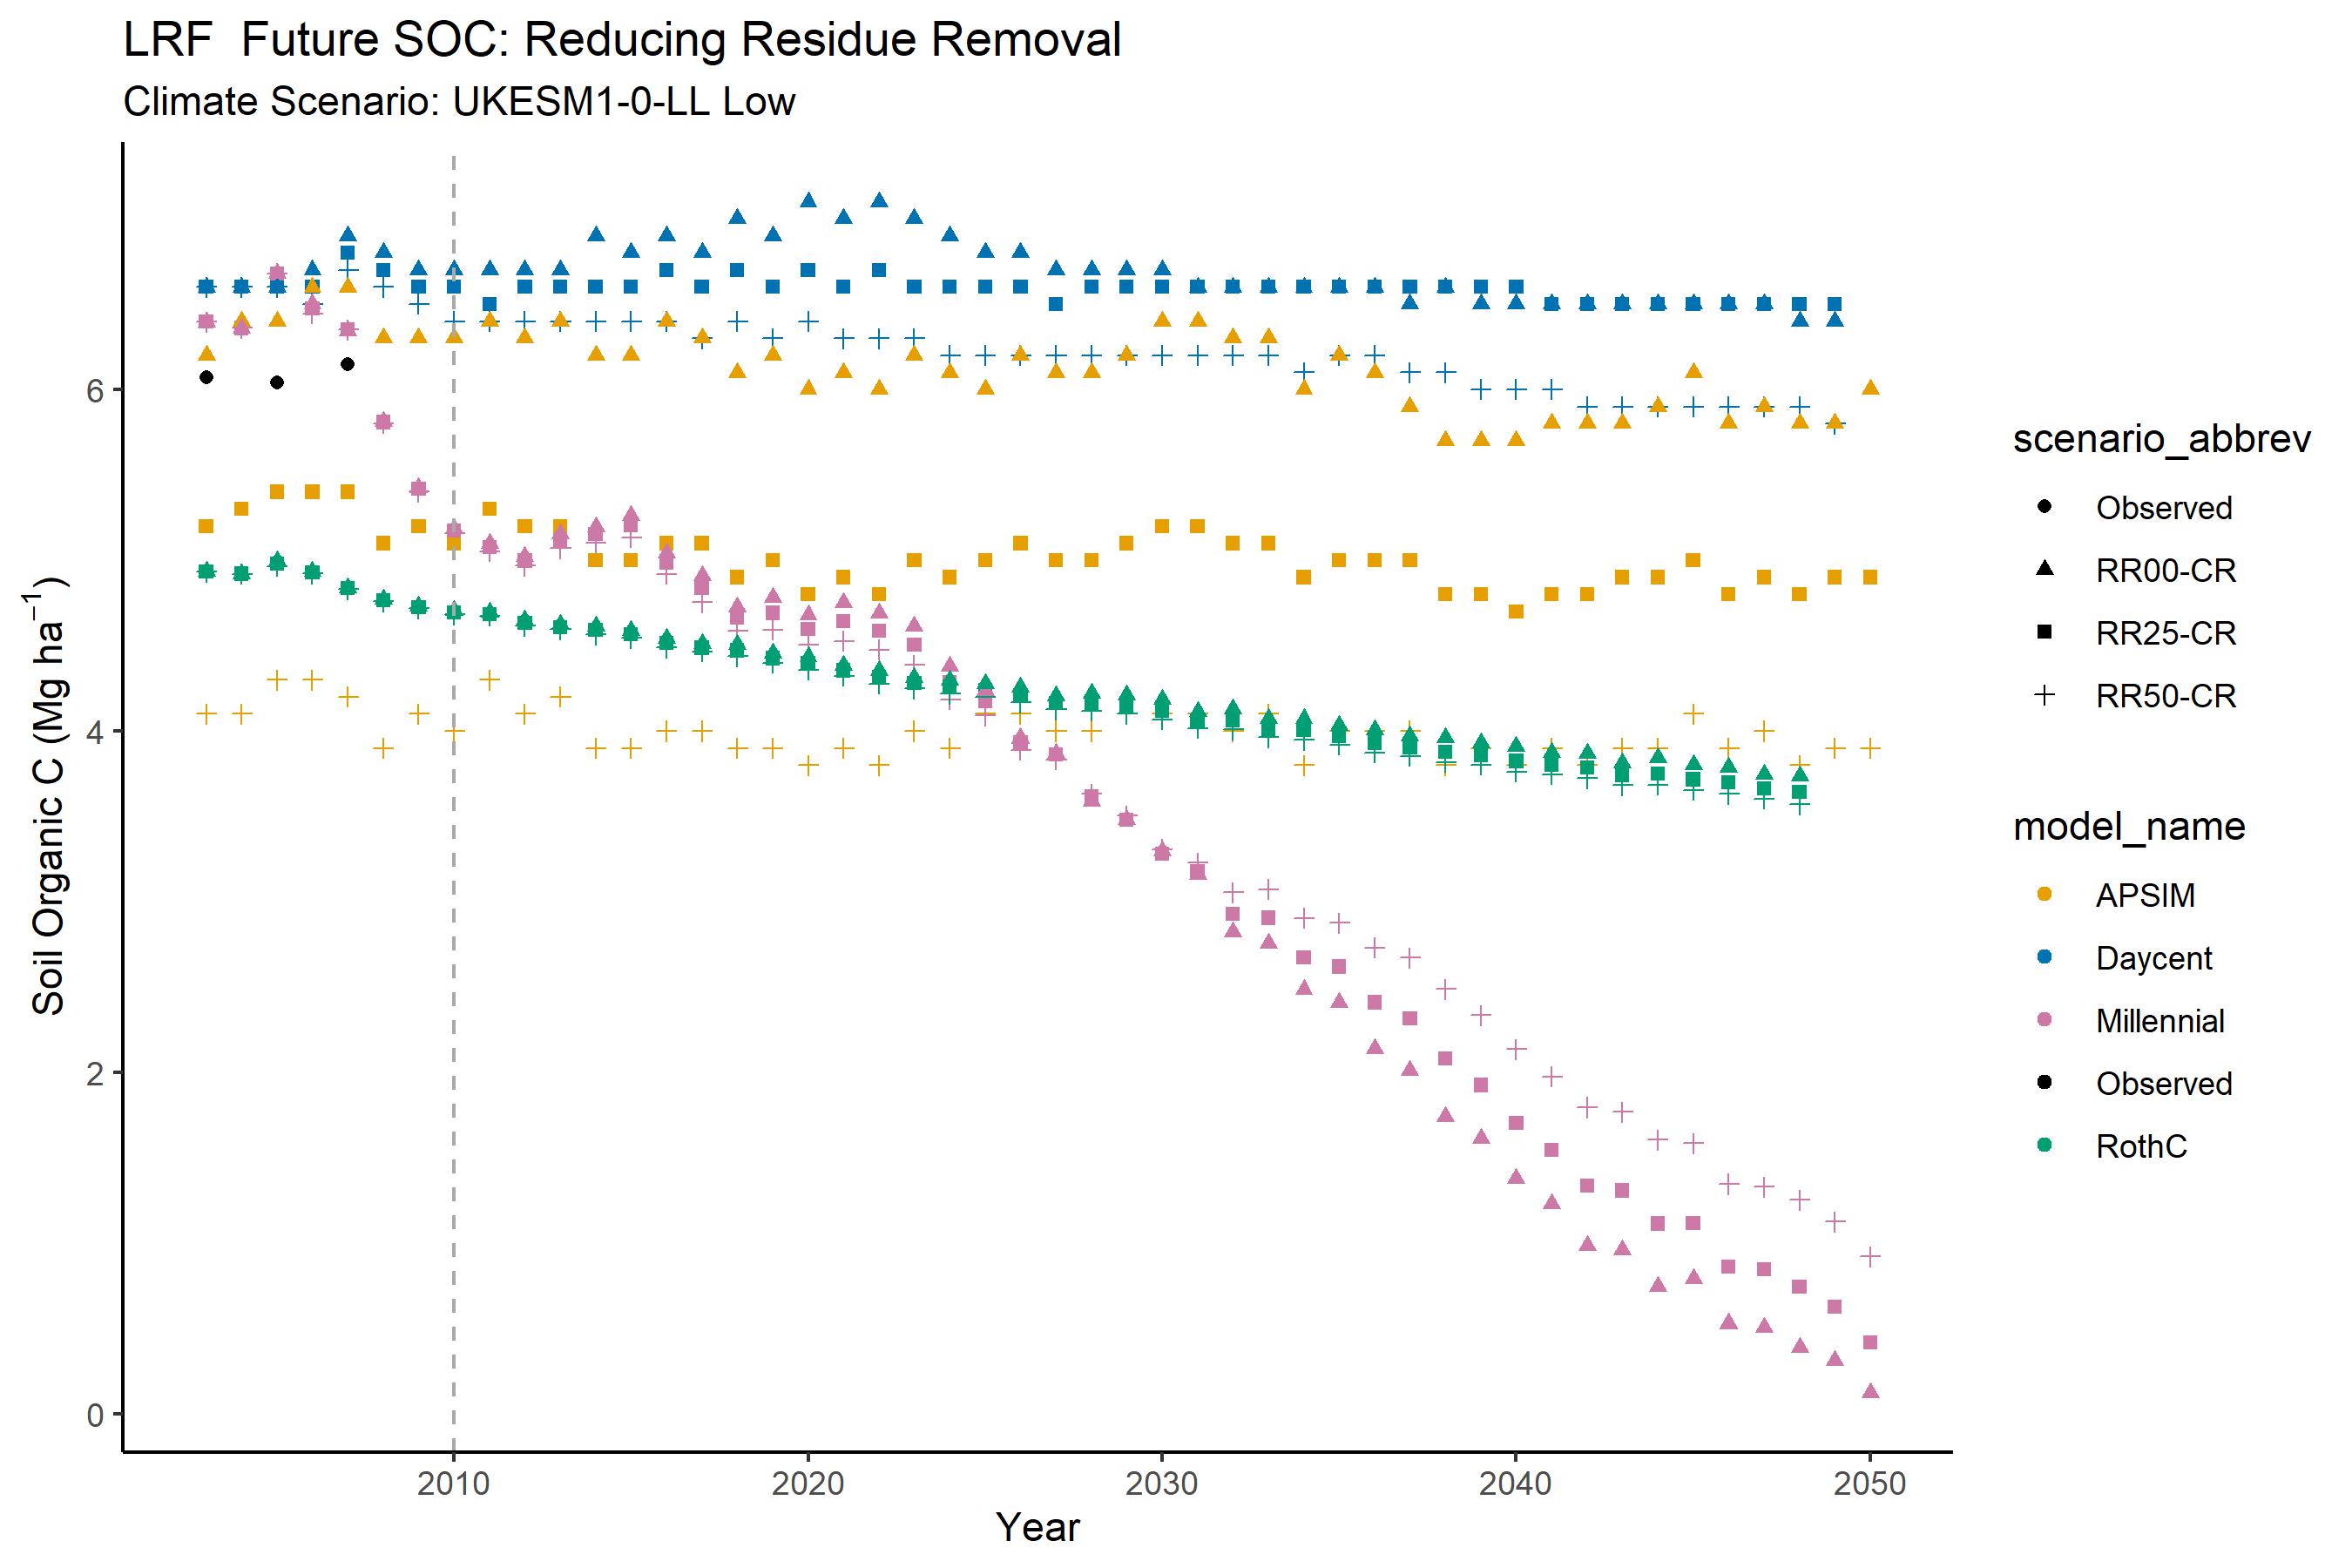 LRF  Future SOC: Reducing Residue Removal
Climate Scenario: UKESM1-0-LL Low
Soil Organic C (Mg ha⁻¹)
6
4
2
0
2010
2020
2030
2040
2050
Year
scenario_abbrev
Observed
RR00-CR
RR25-CR
RR50-CR
model_name
APSIM
Daycent
Millennial
Observed
RothC